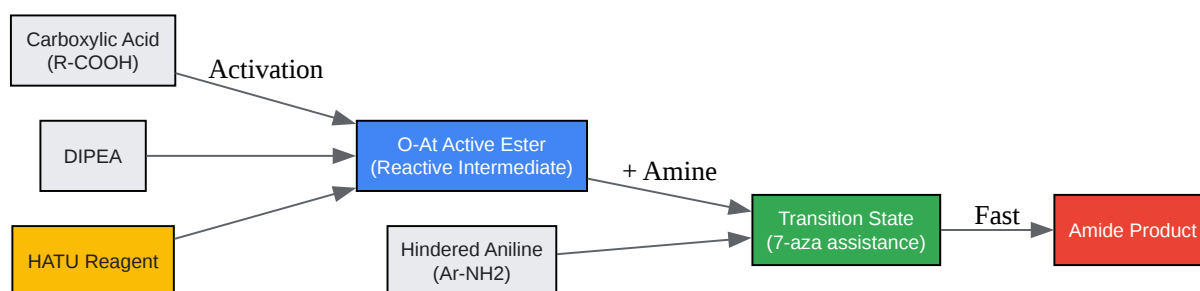 Carboxylic Acid
(R-COOH)
Activation
DIPEA
HATU Reagent
O-At Active Ester
(Reactive Intermediate)
+ Amine
Hindered Aniline
(Ar-NH2)
Transition State
(7-aza assistance)
Fast
Amide Product